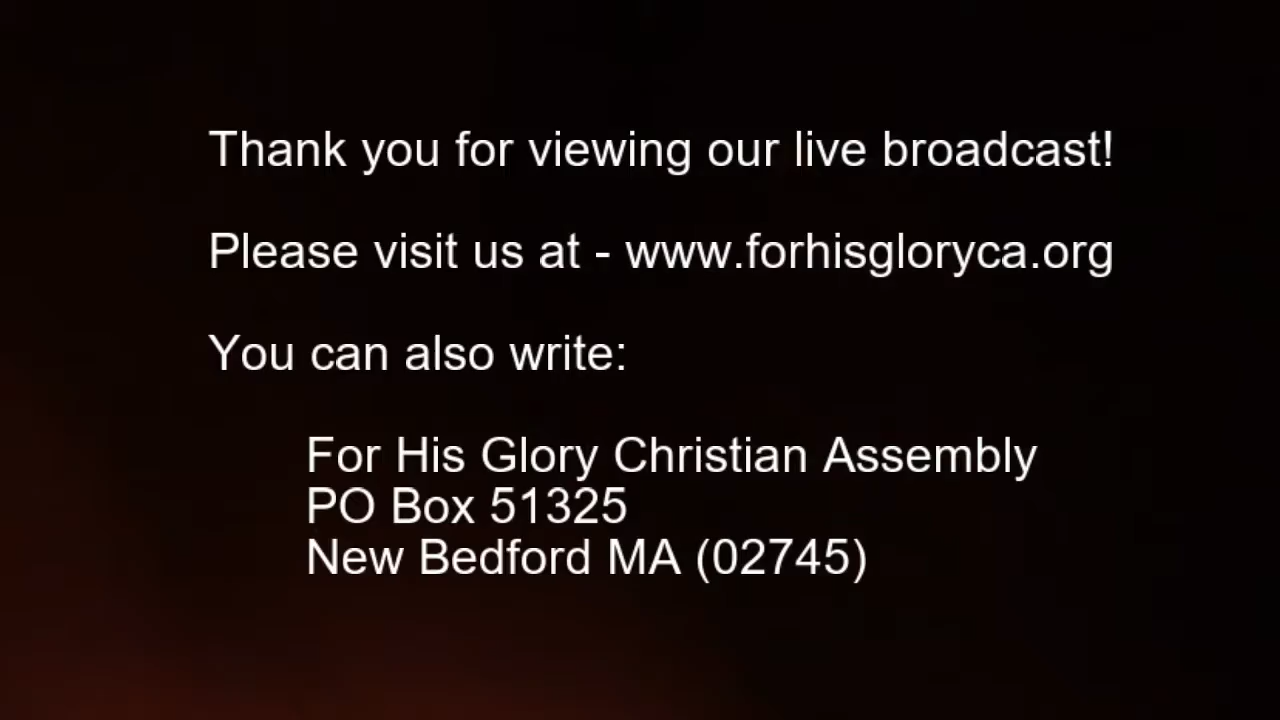 Thank you for viewing our live broadcast!
Please visit us at - www.forhisgloryca.org
You can also write:
For His Glory Christian Assembly
PO Box 51325
New Bedford MA (02745)